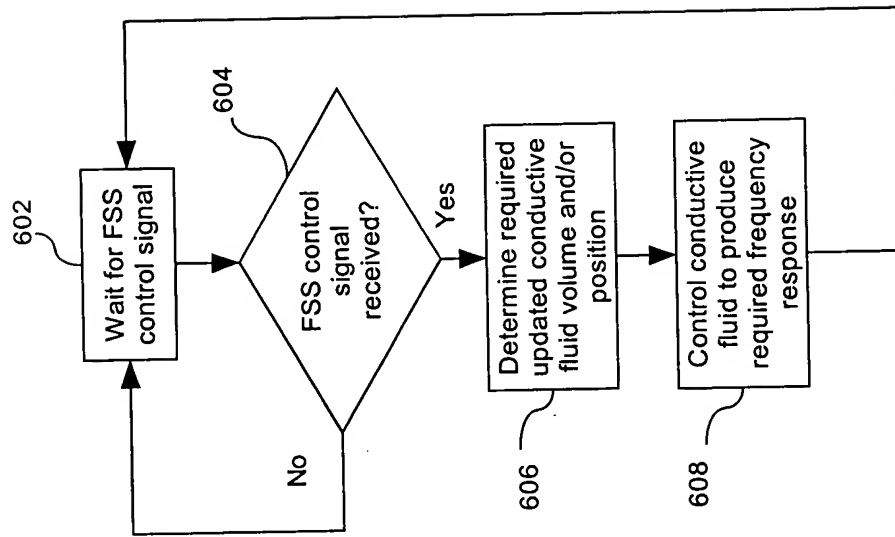 602
Wait for FSS
control signal
604
FSS control
signal
received?
No
Yes
606
Determine required
updated conductive
fluid volume and/or
position
608
Control conductive
fluid to produce
required frequency
response